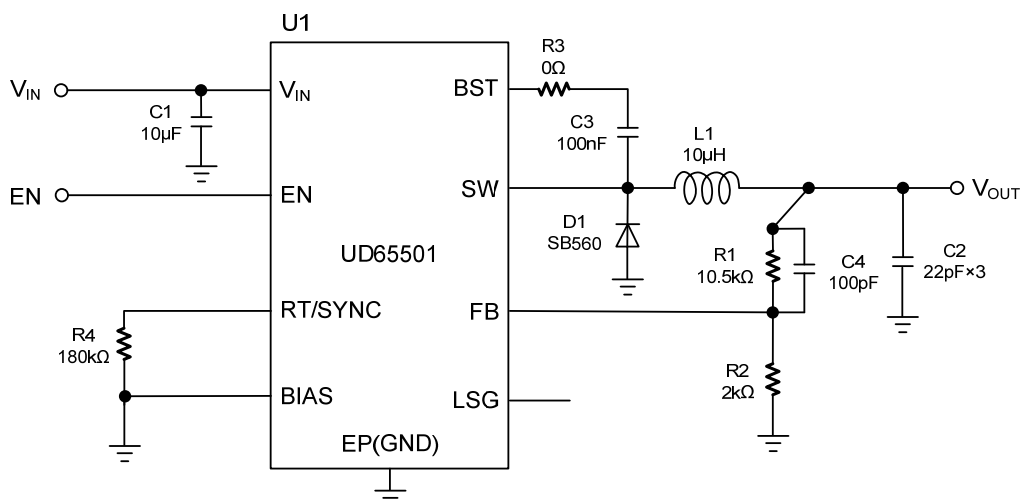 U1
V_IN
C1
10µF
V_IN
EN
EN
RT/SYNC
R4
180kΩ
BIAS
UD65501
EP(GND)
BST
SW
FB
LSG
R3
0Ω
C3
100nF
L1
10µH
D1
SB560
R1
10.5kΩ
C4
100pF
C2
22pF×3
V_OUT
R2
2kΩ